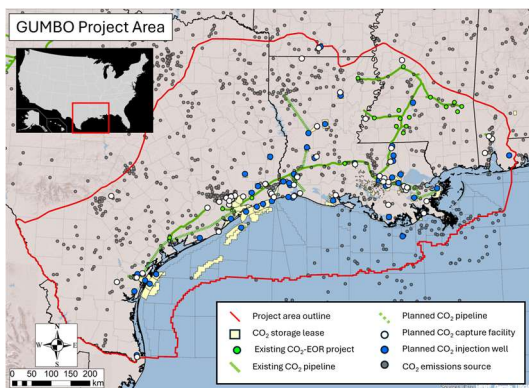 GUMBO Project Area
Project area outline
CO₂ storage lease
Existing CO₂-EOR project
Existing CO₂ pipeline
Planned CO₂ pipeline
Planned CO₂ capture facility
Planned CO₂ injection well
CO₂ emissions source
N
W
E
S
0 50 100 200
km